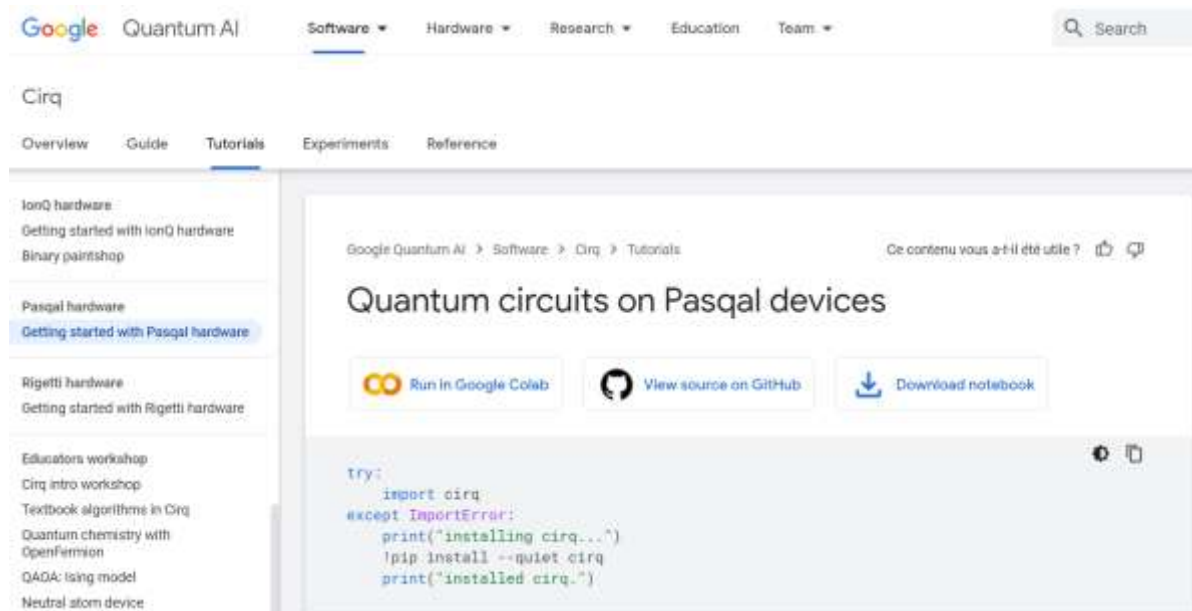 Google Quantum AI
Software
Hardware
Research
Education
Team
Search
Cirq
Overview
Guide
Tutorials
Experiments
Reference
IonQ hardware
Getting started with IonQ hardware
Binary paintshop
Pasqal hardware
Getting started with Pasqal hardware
Rigetti hardware
Getting started with Rigetti hardware
Educators workshop
Cirq intro workshop
Textbook algorithms in Cirq
Quantum chemistry with
OpenFermion
QAOA: Ising model
Neutral atom device
Google Quantum AI > Software > Cirq > Tutorials
Ce contenu vous a-t-il été utile ?
Quantum circuits on Pasqal devices
Run in Google Colab
View source on GitHub
Download notebook
try:
    import cirq
except ImportError:
    print("installing cirq...")
    !pip install --quiet cirq
    print("installed cirq.")